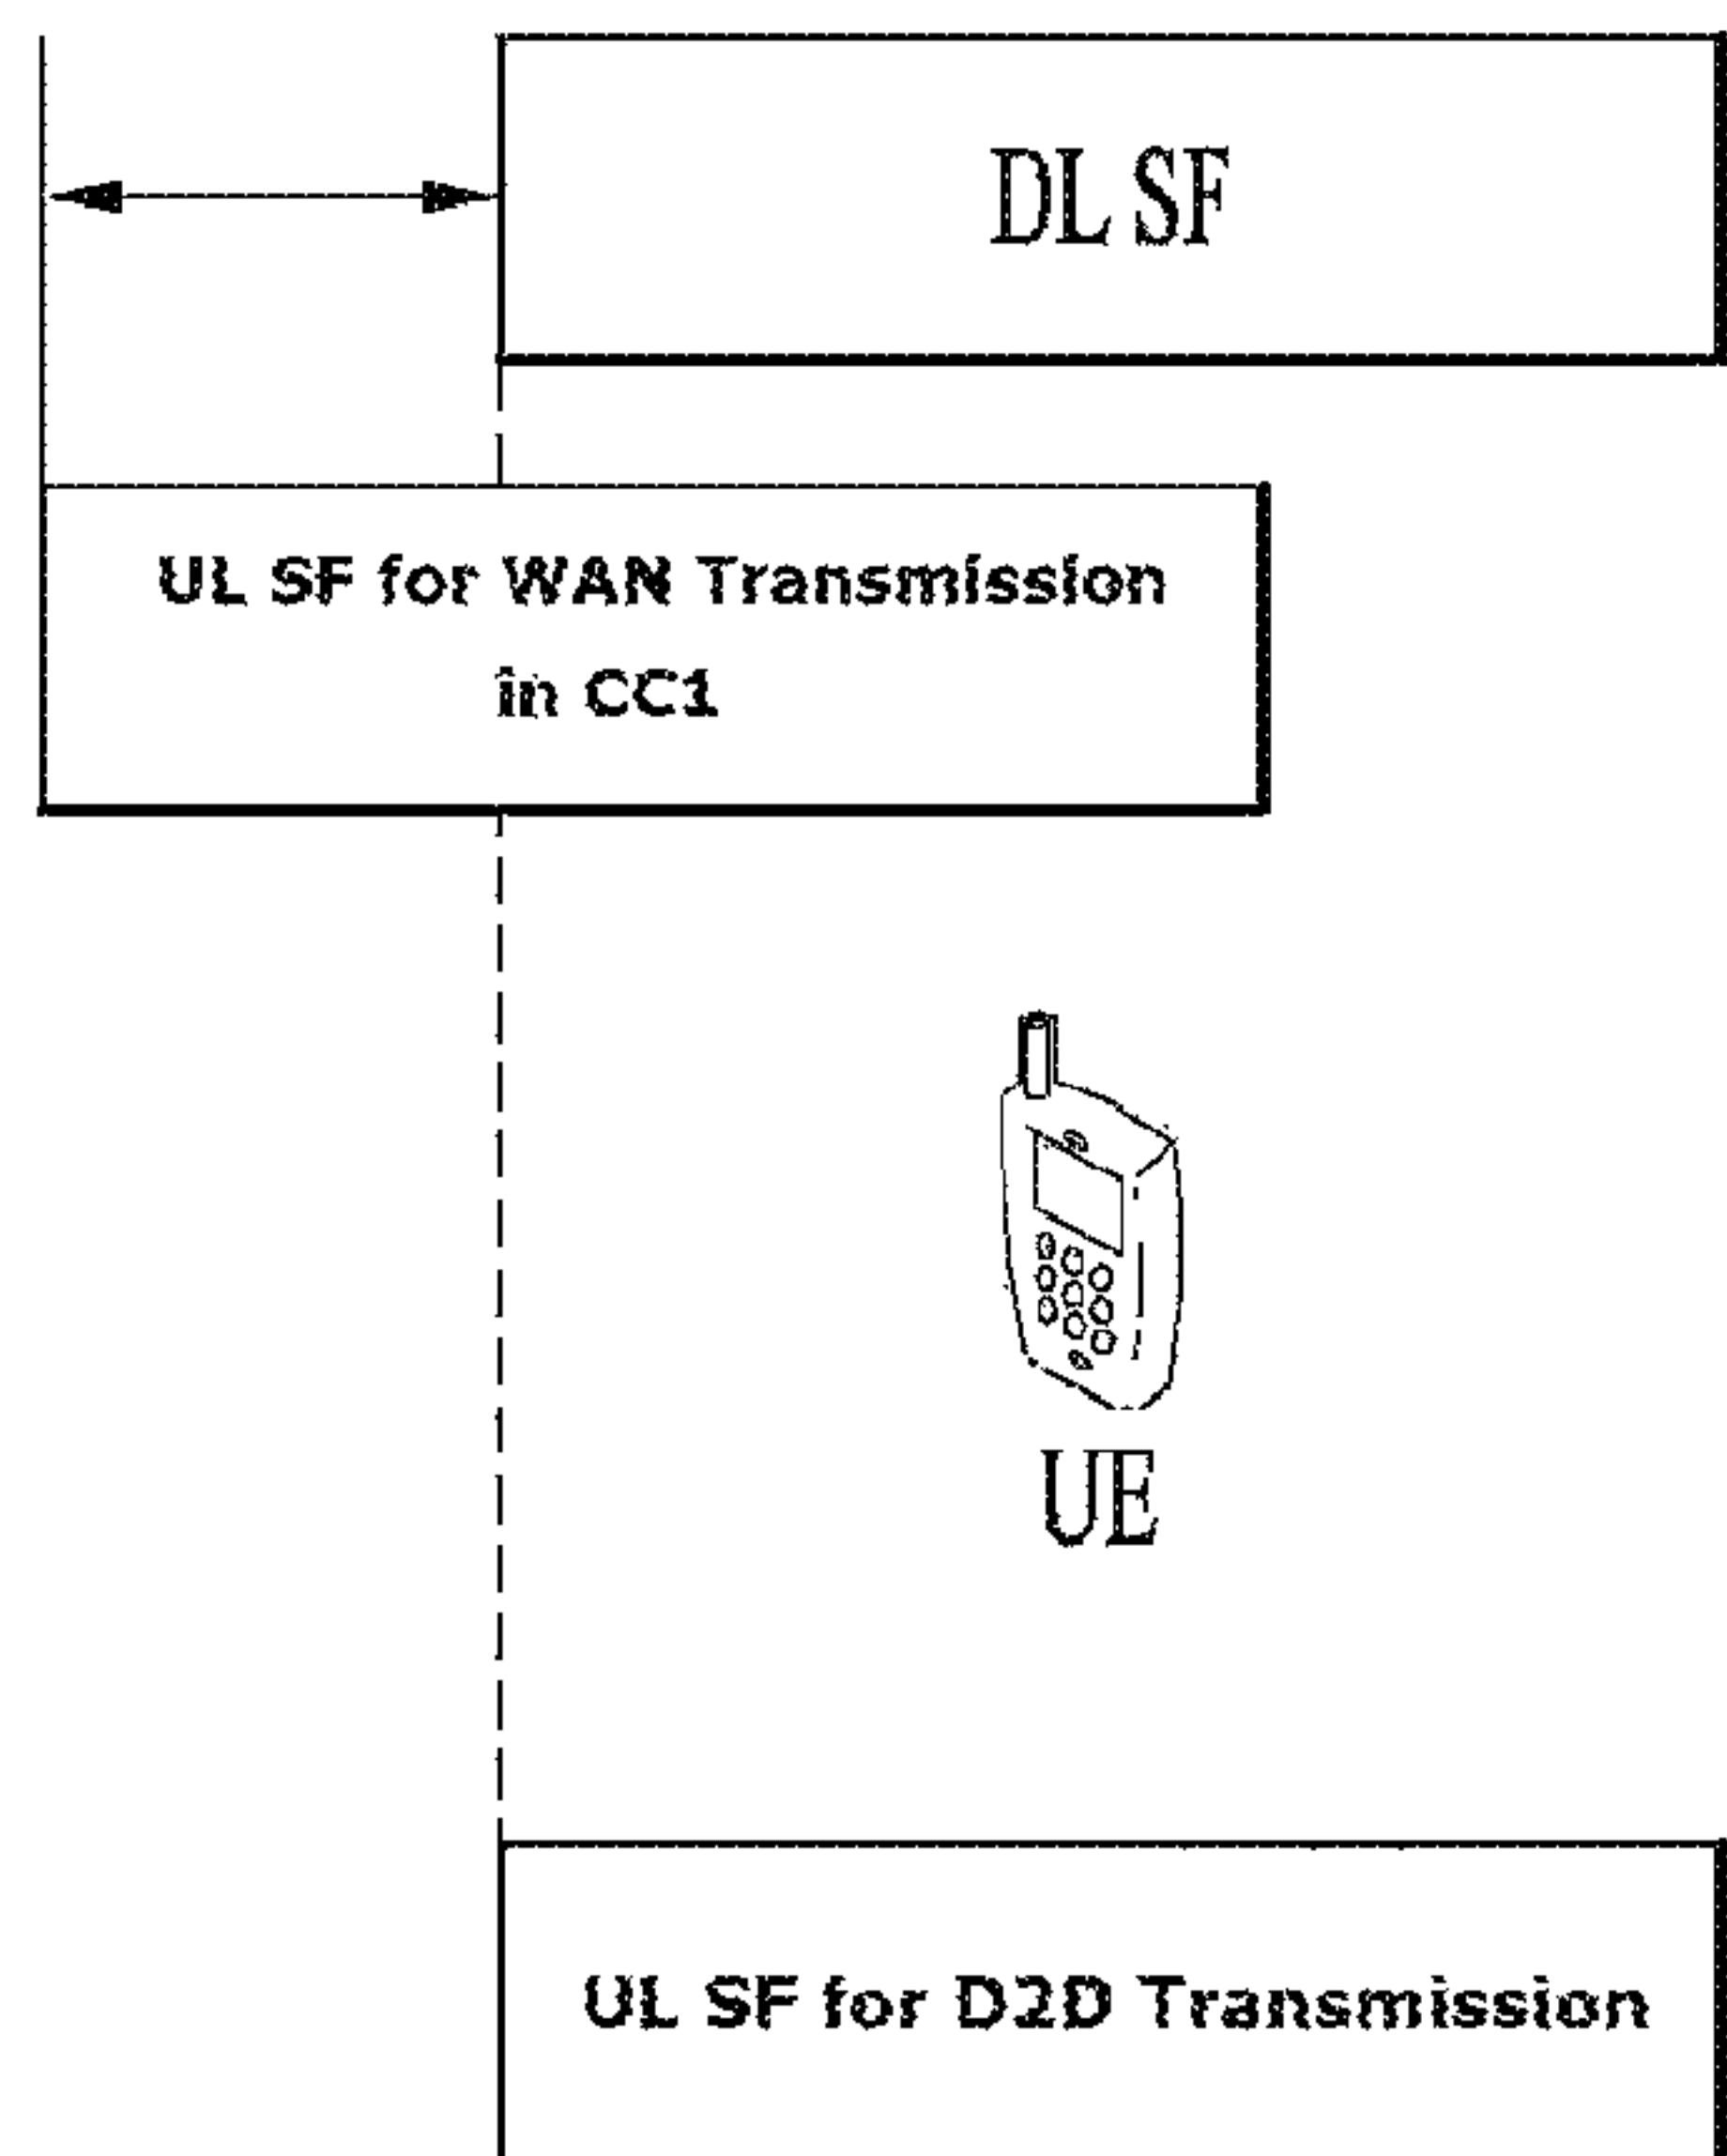 DL SF
UL SF for WAN Transmission
in CC1
UE
UL SF for D2D Transmission